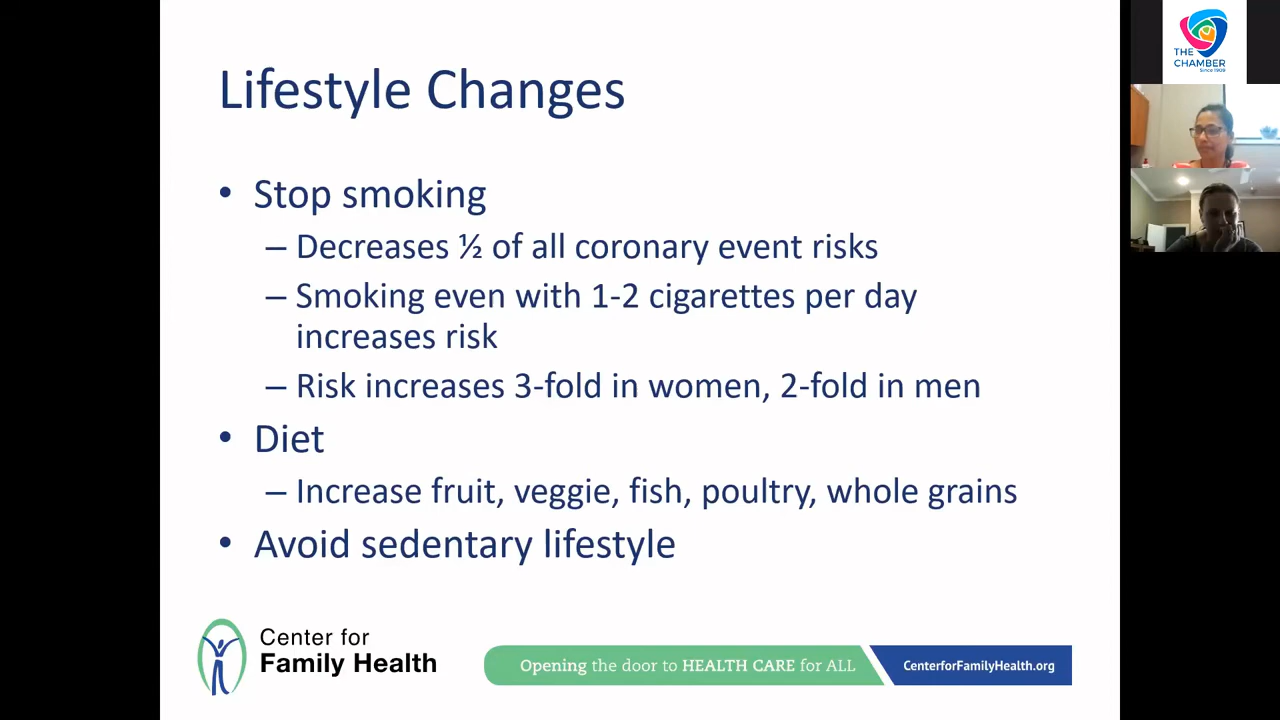 Lifestyle Changes
• Stop smoking
– Decreases ½ of all coronary event risks
– Smoking even with 1-2 cigarettes per day
increases risk
– Risk increases 3-fold in women, 2-fold in men
• Diet
– Increase fruit, veggie, fish, poultry, whole grains
• Avoid sedentary lifestyle
Center for
Family Health
Opening the door to HEALTH CARE for ALL
CenterforFamilyHealth.org
THE
CHAMBER
Since 1909